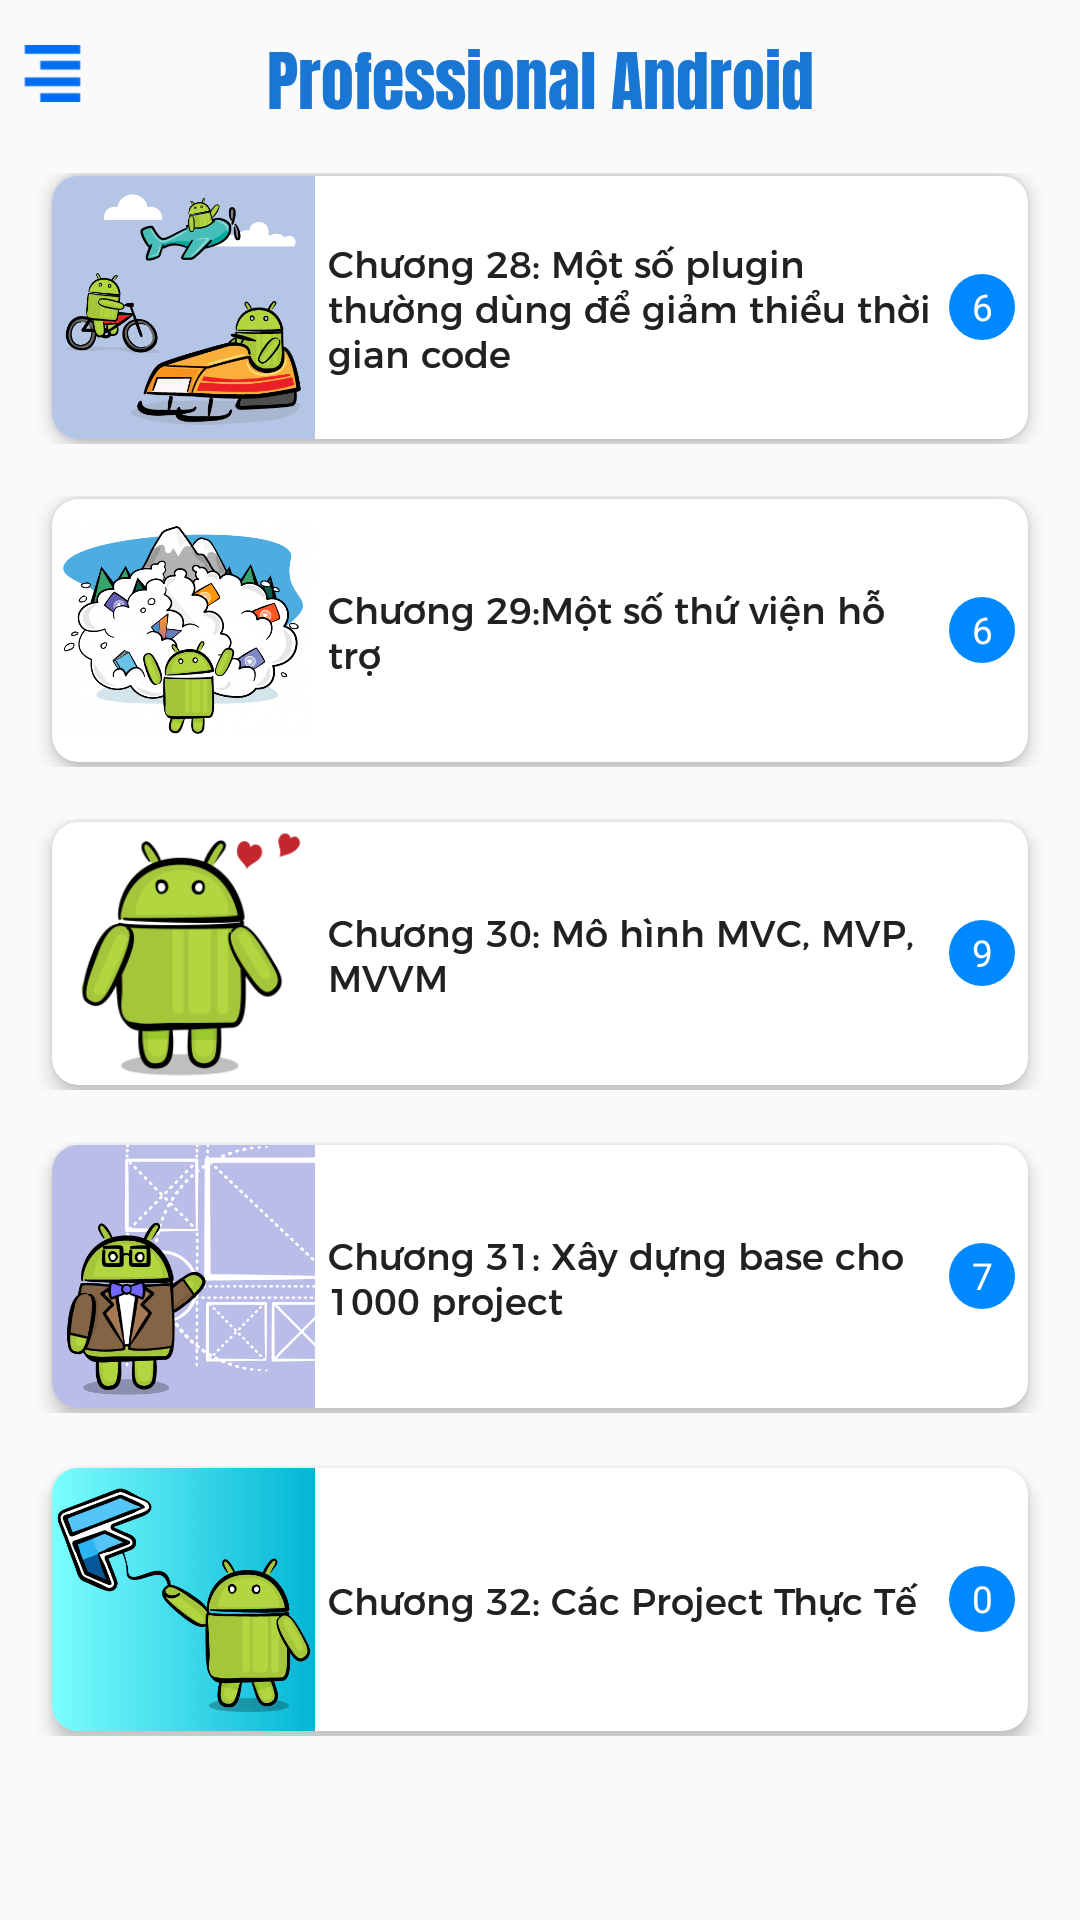 Professional Android
Chương 28: Một số plugin
thường dùng để giảm thiểu thời
gian code
6
Chương 29:Một số thứ viện hỗ
trợ
6
Chương 30: Mô hình MVC, MVP,
MVVM
9
Chương 31: Xây dựng base cho
1000 project
7
Chương 32: Các Project Thực Tế
0